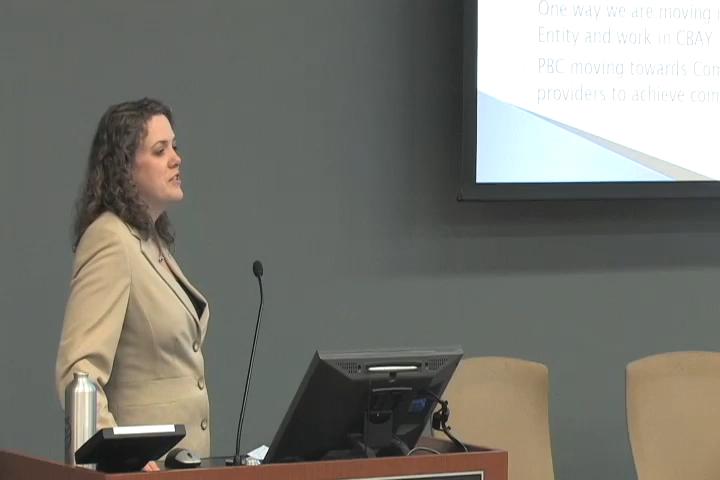 One way we are moving
Entity and work in CBAY
PBC moving towards Com
providers to achieve com